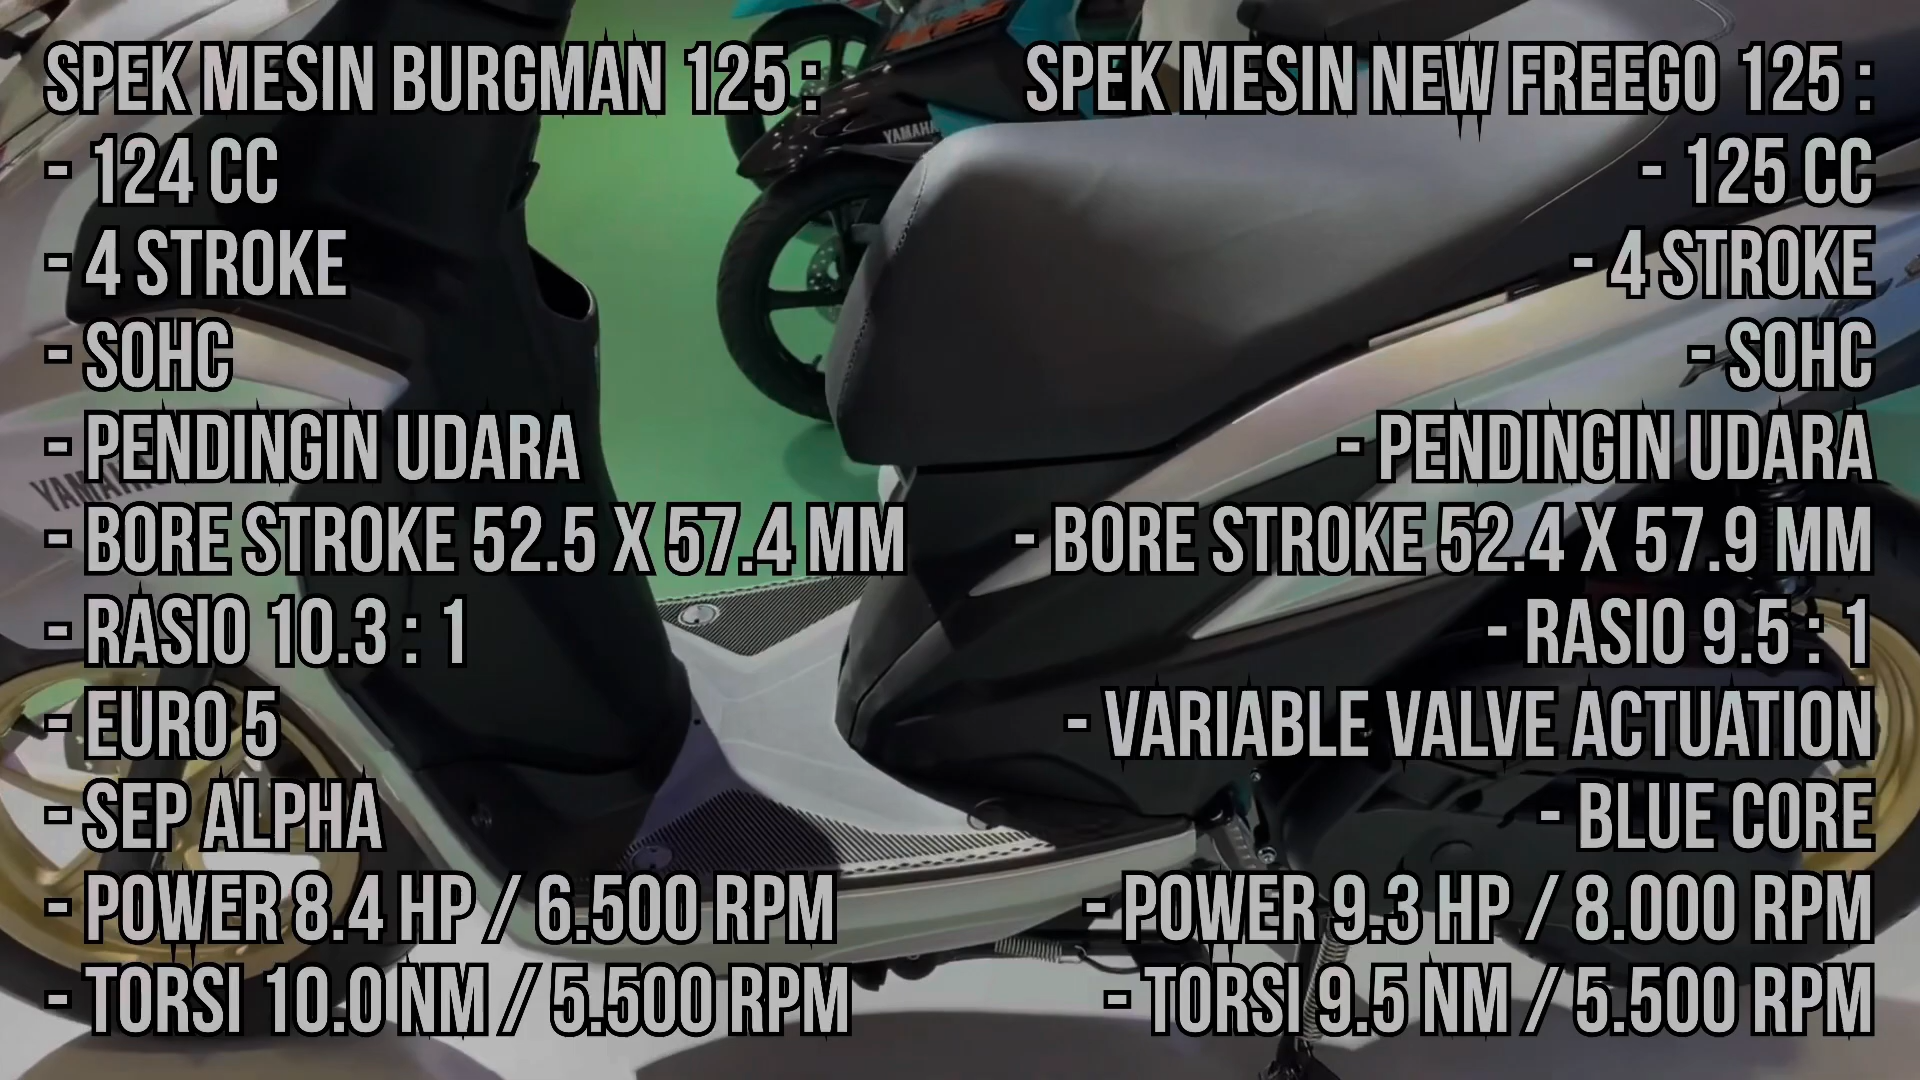 SPEK MESIN BURGMAN 125 :
- 124 CC
- 4 STROKE
- SOHC
- PENDINGIN UDARA
- BORE STROKE 52.5 X 57.4 MM
- RASIO 10.3 : 1
- EURO 5
- SEP ALPHA
- POWER 8.4 HP / 6.500 RPM
- TORSI 10.0 NM / 5.500 RPM
SPEK MESIN NEW FREEGO 125 :
- 125 CC
- 4 STROKE
- SOHC
- PENDINGIN UDARA
- BORE STROKE 52.4 X 57.9 MM
- RASIO 9.5 : 1
- VARIABLE VALVE ACTUATION
- BLUE CORE
- POWER 9.3 HP / 8.000 RPM
- TORSI 9.5 NM / 5.500 RPM
YAMAHA
YAMAHA